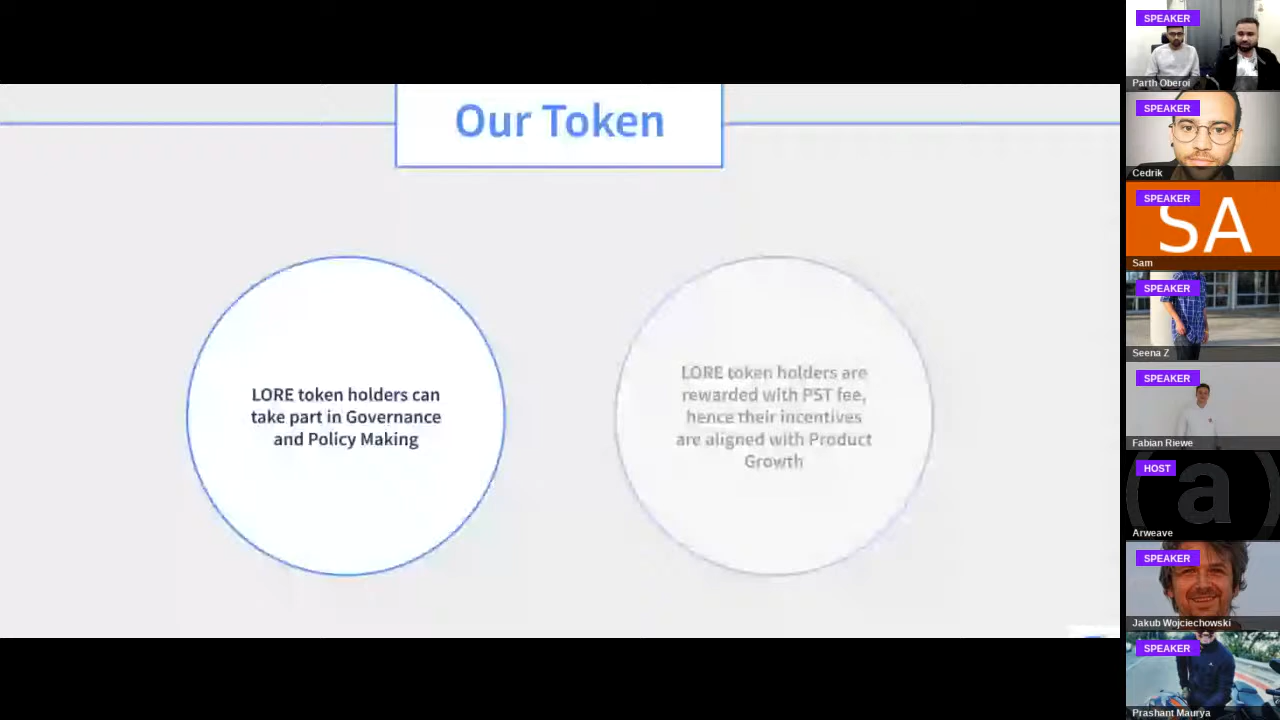 Our Token
LORE token holders can
take part in Governance
and Policy Making
LORE token holders are
rewarded with PST fee,
hence their incentives
are aligned with Product
Growth
SPEAKER
Parth Oberoi
SPEAKER
Cedrik
SPEAKER
SA
Sam
SPEAKER
Seena Z
SPEAKER
Fabian Riewe
HOST
a
Arweave
SPEAKER
Jakub Wojciechowski
SPEAKER
Prashant Maurya